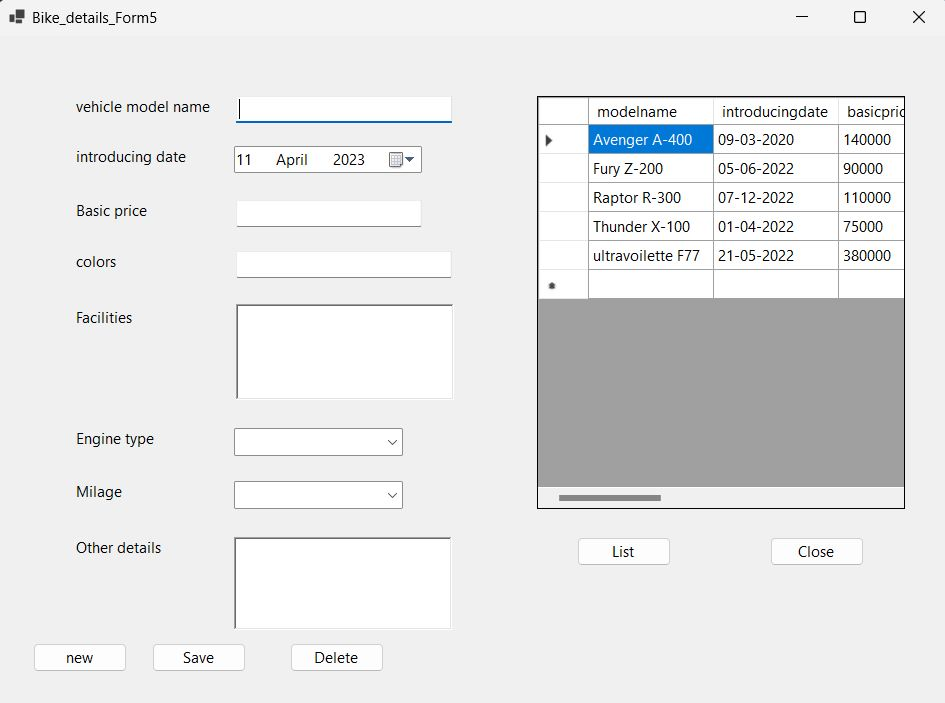 Bike_details_Form5
vehicle model name
introducing date
11 April 2023
Basic price
colors
Facilities
Engine type
Milage
Other details
new Save Delete
modelname introducingdate basicpric
Avenger A-400 09-03-2020 140000
Fury Z-200 05-06-2022 90000
Raptor R-300 07-12-2022 110000
Thunder X-100 01-04-2022 75000
ultravoilette F77 21-05-2022 380000
List Close